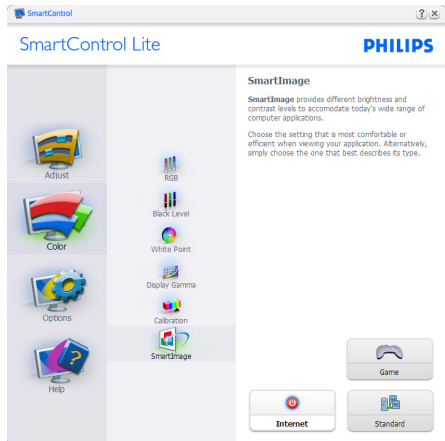 SmartControl
SmartControl Lite
PHILIPS
Adjust
Color
Options
Help
RGB
Black Level
White Point
Display Gamma
Calibration
SmartImage
SmartImage
SmartImage provides different brightness and
contrast levels to accomodate today's wide range of
computer applications.
Choose the setting that is most comfortable or
efficient when viewing your application. Alternatively,
simply choose the one that best describes its type.
Game
Internet
Standard